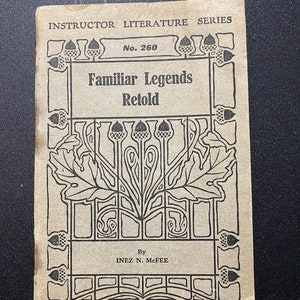 INSTRUCTOR LITERATURE SERIES
No. 260
Familiar Legends
Retold
By
INEZ N. McFEE